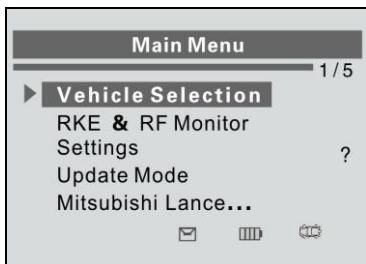 Main Menu
1/5
Vehicle Selection
RKE & RF Monitor
Settings
?
Update Mode
Mitsubishi Lance...